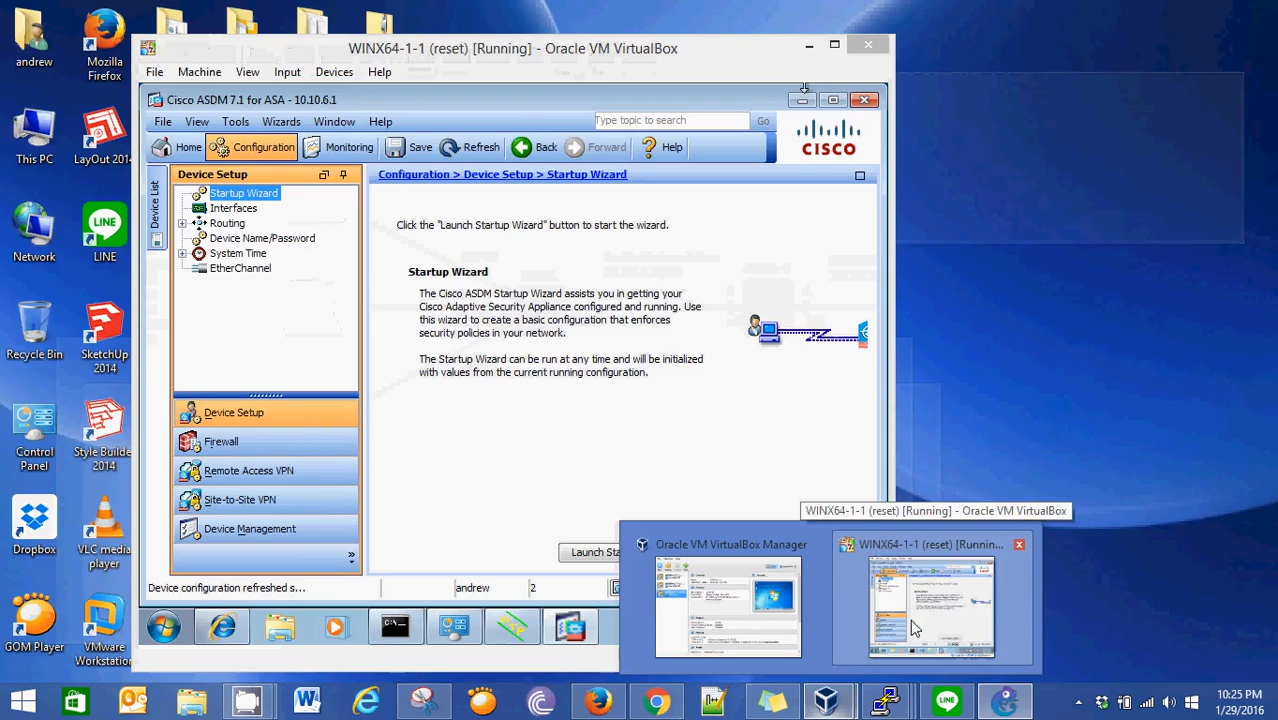 andrew
Mozilla
Firefox
This PC
LayOut 2014
Network
LINE
Recycle Bin
SketchUp
2014
Control
Panel
Style Builder
2014
Dropbox
VLC media
player
GOM Player
VMware
Workstation
WINX64-1-1 (reset) [Running] - Oracle VM VirtualBox
File Machine View Input Devices Help
Cisco ASDM 7.1 for ASA - 10.10.6.1
File View Tools Wizards Window Help
Type topic to search
Go
Home Configuration Monitoring Save Refresh Back Forward Help
CISCO
Device List
Device Setup
Startup Wizard
Interfaces
Routing
Device Name/Password
System Time
EtherChannel
Device Setup
Firewall
Remote Access VPN
Site-to-Site VPN
Device Management
»
Configuration > Device Setup > Startup Wizard
Click the "Launch Startup Wizard" button to start the wizard.
Startup Wizard
The Cisco ASDM Startup Wizard assists you in getting your
Cisco Adaptive Security Appliance configured and running. Use
this wizard to create a basic configuration that enforces
security policies in your network.
The Startup Wizard can be run at any time and will be initialized
with values from the current running configuration.
Launch Sta
Device configuration refreshed s...
andrew
2
WINX64-1-1 (reset) [Running] - Oracle VM VirtualBox
Oracle VM VirtualBox Manager
WINX64-1-1 (reset) [Runnin...
10:25 PM
1/29/2016